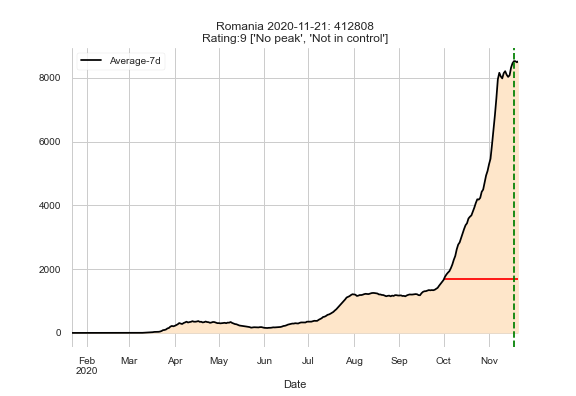 Romania 2020-11-21: 412808
Rating:9 ['No peak', 'Not in control']
Average-7d
8000
6000
4000
2000
0
Feb Mar Apr May Jun Jul Aug Sep Oct Nov
2020
Date